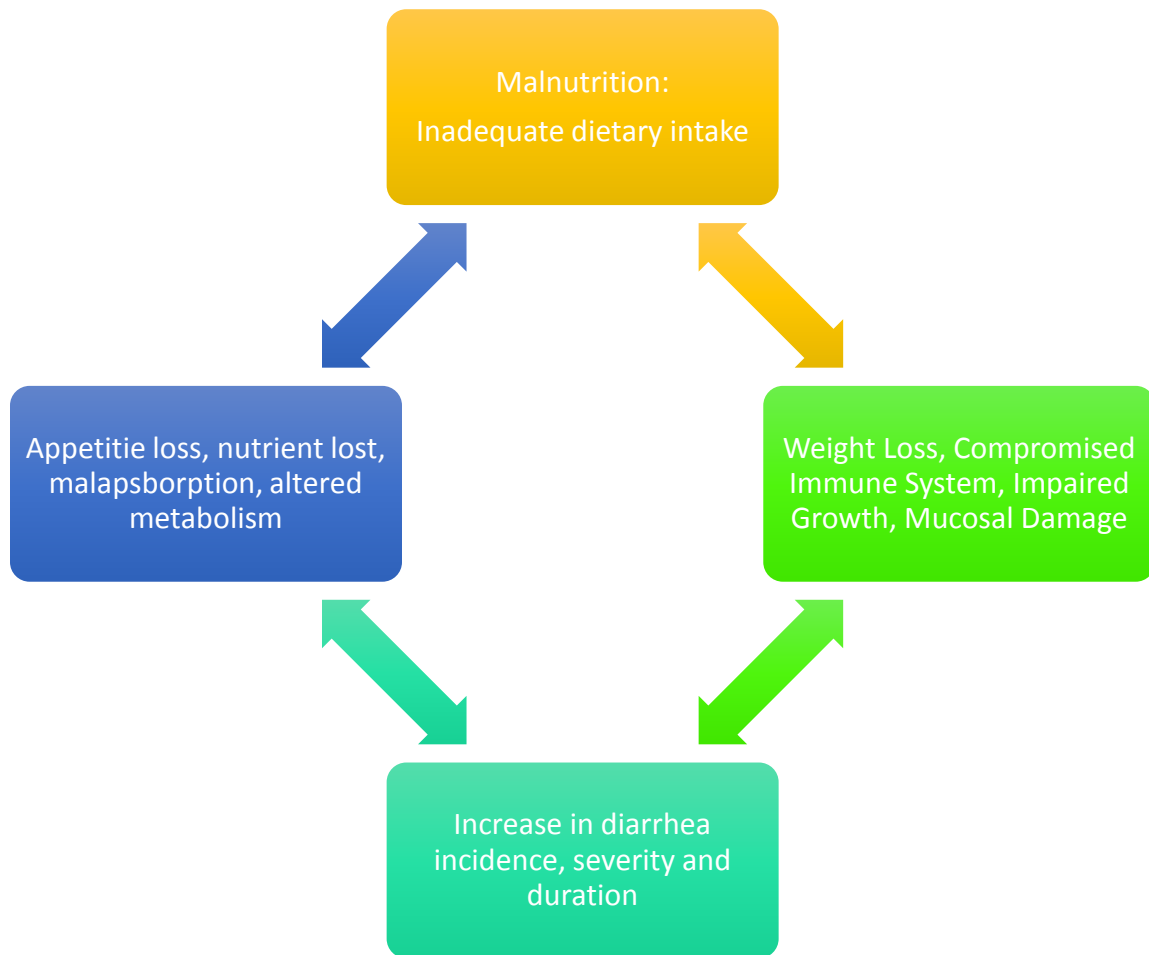 Malnutrition:
Inadequate dietary intake
Appetitie loss, nutrient lost,
malapsborption, altered
metabolism
Weight Loss, Compromised
Immune System, Impaired
Growth, Mucosal Damage
Increase in diarrhea
incidence, severity and
duration